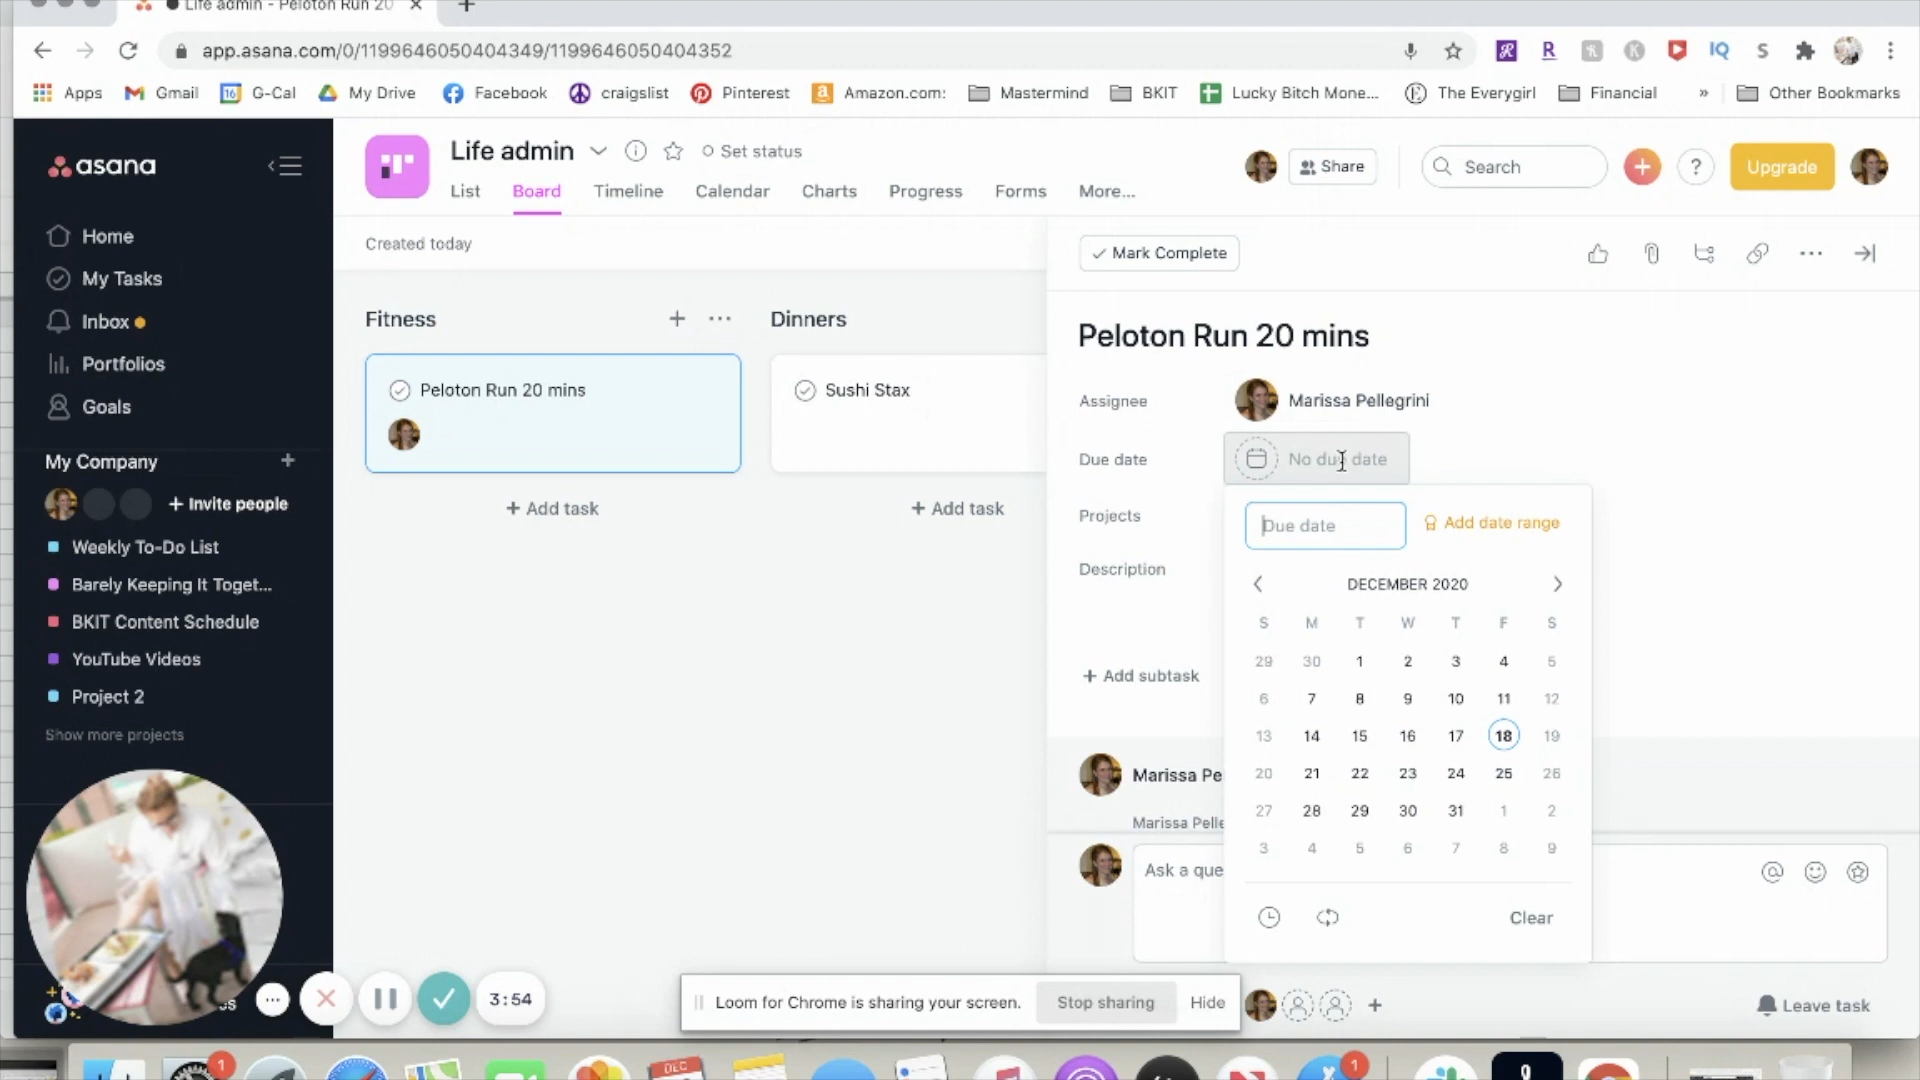 Life admin - Peloton Run 20
app.asana.com/0/1199646050404349/1199646050404352
Apps
Gmail
16
G-Cal
My Drive
Facebook
craigslist
Pinterest
Amazon.com:
Mastermind
BKIT
Lucky Bitch Mone...
The Everygirl
Financial
»
Other Bookmarks
asana
Home
My Tasks
Inbox
Portfolios
Goals
My Company
+ Invite people
Weekly To-Do List
Barely Keeping It Toget...
BKIT Content Schedule
YouTube Videos
Project 2
Show more projects
Life admin
Set status
List Board Timeline Calendar Charts Progress Forms More...
Share
Search
?
Upgrade
Created today
Fitness
Peloton Run 20 mins
+ Add task
Dinners
Sushi Stax
+ Add task
Mark Complete
Peloton Run 20 mins
Assignee
Marissa Pellegrini
Due date
No due date
Projects
Description
Due date
Add date range
DECEMBER 2020
S M T W T F S
29 30 1 2 3 4 5
6 7 8 9 10 11 12
13 14 15 16 17 18 19
20 21 22 23 24 25 26
27 28 29 30 31 1 2
3 4 5 6 7 8 9
Clear
+ Add subtask
Marissa Pe
Marissa Pelle
Ask a que
3:54
Loom for Chrome is sharing your screen.
Stop sharing
Hide
Leave task
1
DEC
1